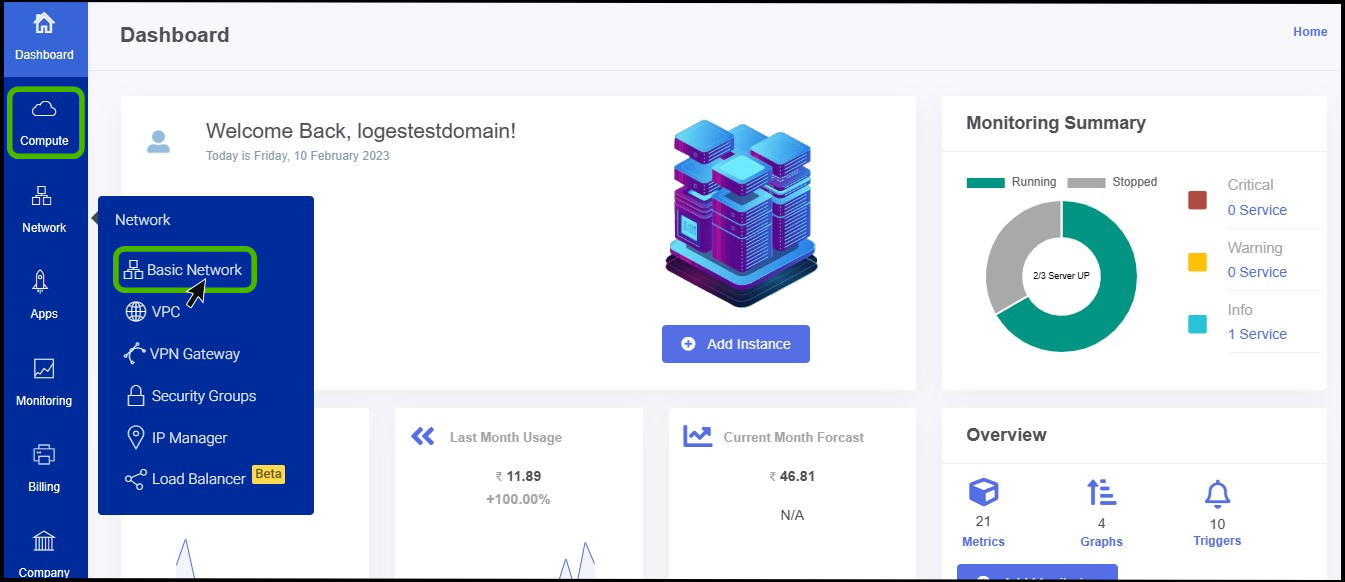 Dashboard
Compute
Network
Apps
Monitoring
Billing
Company
Dashboard
Home
Welcome Back, logestestdomain!
Today is Friday, 10 February 2023
Add Instance
Network
Basic Network
VPC
VPN Gateway
Security Groups
IP Manager
Load Balancer Beta
Monitoring Summary
Running Stopped
2/3 Server UP
Critical
0 Service
Warning
0 Service
Info
1 Service
Last Month Usage
₹ 11.89
+100.00%
Current Month Forcast
₹ 46.81
N/A
Overview
21
Metrics
4
Graphs
10
Triggers